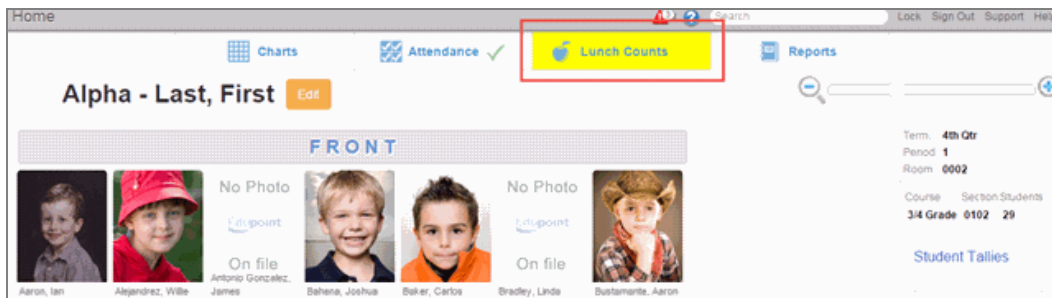 Home
Search
Lock Sign Out Support Help
Charts
Attendance
Lunch Counts
Reports
Alpha - Last, First
Edit
FRONT
Term: 4th Qtr
Period 1
Room 0002
Course Section Students
3/4 Grade 0102 29
Student Tallies
No Photo
Edupoint
On file
No Photo
Edupoint
On file
Aaron, Ian
Alejandrez, Willie
Antonio Gonzalez,
James
Bahena, Joshua
Baker, Carlos
Bradley, Linda
Bustamante, Aaron